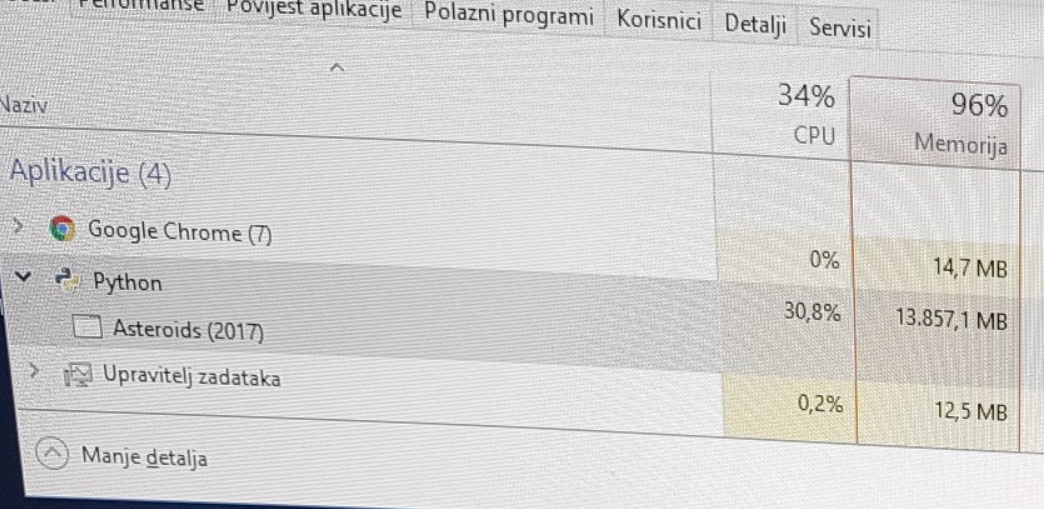 Performanse Povijest aplikacije Polazni programi Korisnici Detalji Servisi
34% 96%
Naziv CPU Memorija
Aplikacije (4)
Google Chrome (7) 0% 14,7 MB
Python 30,8% 13.857,1 MB
Asteroids (2017)
Upravitelj zadataka 0,2% 12,5 MB
Manje detalja